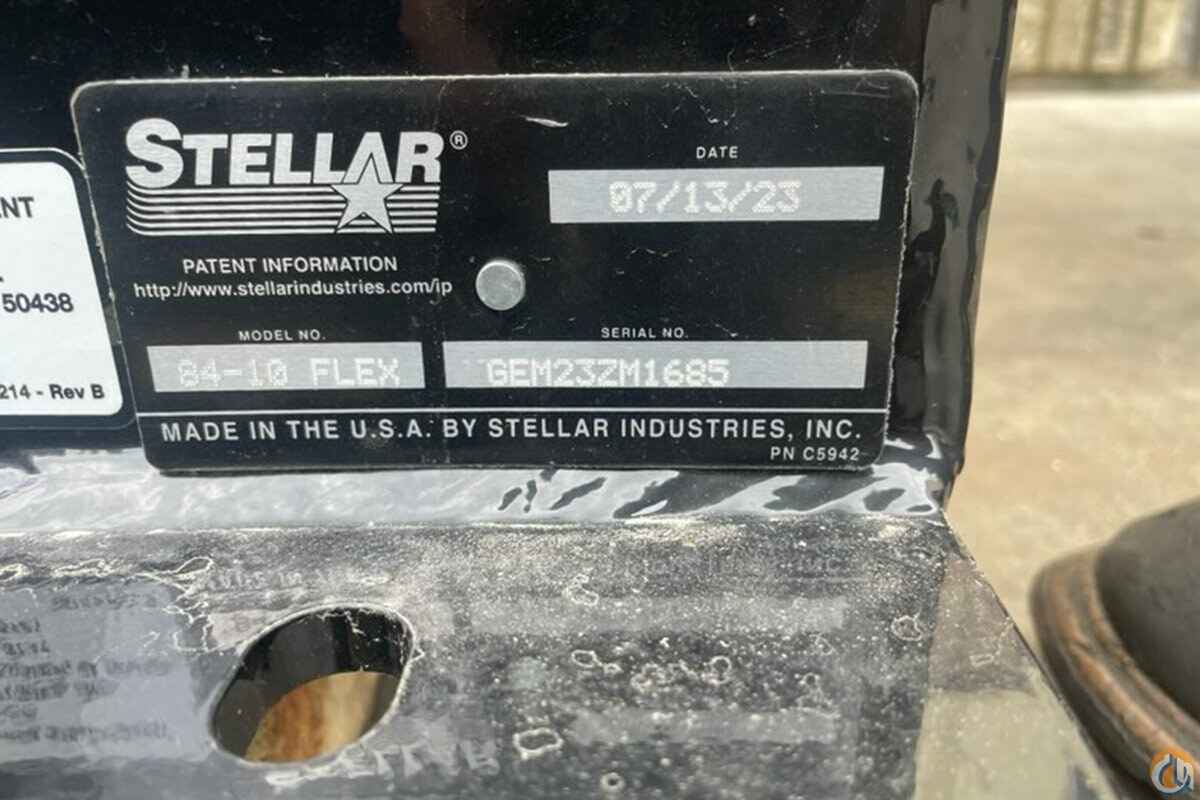 STELLAR®
DATE
07/13/23
PATENT INFORMATION
http://www.stellarindustries.com/ip
MODEL NO.
84-10 FLEX
SERIAL NO.
GEM23ZM1685
MADE IN THE U.S.A. BY STELLAR INDUSTRIES, INC.
PN C5942
ENT
50438
214 - Rev B